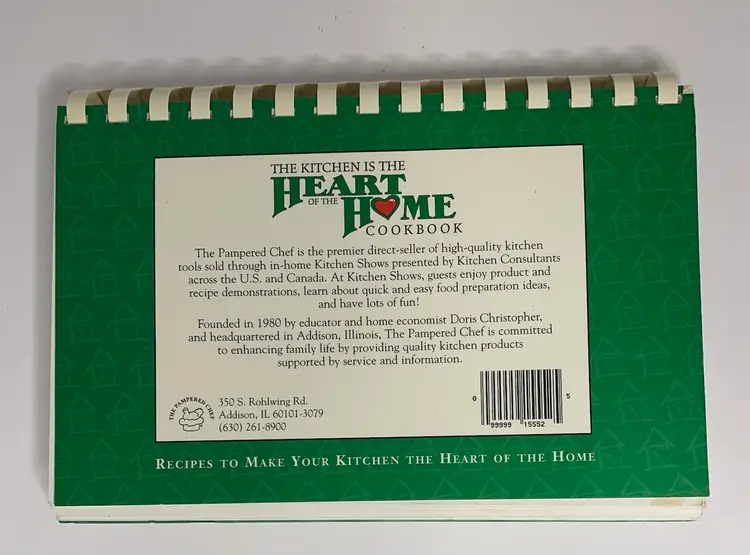 THE KITCHEN IS THE
HEART
OF THE
HOME
COOKBOOK
The Pampered Chef is the premier direct-seller of high-quality kitchen
tools sold through in-home Kitchen Shows presented by Kitchen Consultants
across the U.S. and Canada. At Kitchen Shows, guests enjoy product and
recipe demonstrations, learn about quick and easy food preparation ideas,
and have lots of fun!
Founded in 1980 by educator and home economist Doris Christopher,
and headquartered in Addison, Illinois, The Pampered Chef is committed
to enhancing family life by providing quality kitchen products
supported by service and information.
THE PAMPERED CHEF
350 S. Rohlwing Rd.
Addison, IL 60101-3079
(630) 261-8900
0 99999 15552 5
RECIPES TO MAKE YOUR KITCHEN THE HEART OF THE HOME